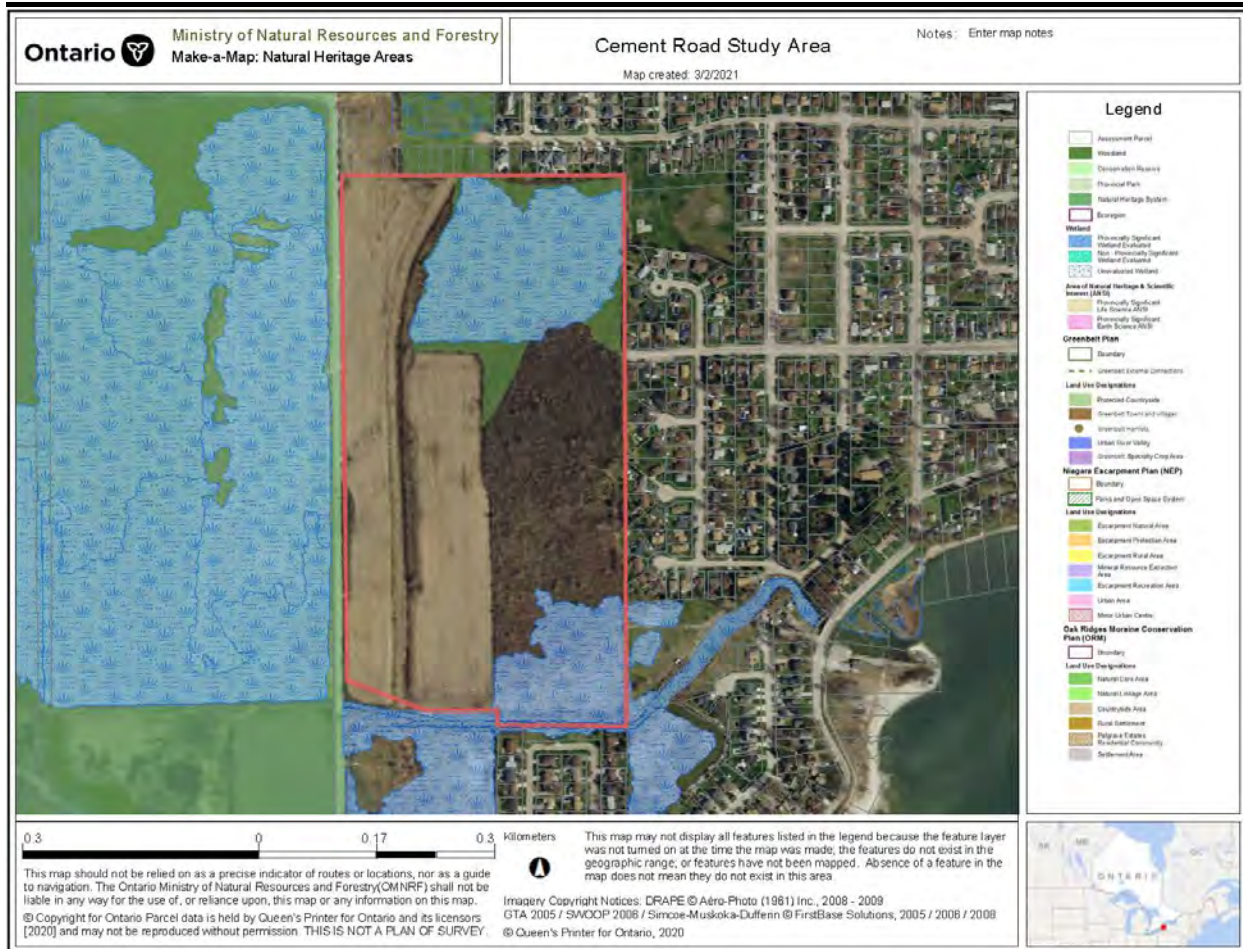 Ontario
Ministry of Natural Resources and Forestry
Make-a-Map: Natural Heritage Areas
Cement Road Study Area
Map created: 3/2/2021
Notes: Enter map notes
Legend
Assessment Parcel
Woodland
Conservation Reserve
Provincial Park
Natural Heritage System
Ecoregion
Wetland
Provincially Significant
Wetland Evaluated
Non - Provincially Significant
Wetland Evaluated
Unevaluated Wetland
Area of Natural Heritage & Scientific
Interest (ANSI)
Provincially Significant
Life Science ANSI
Provincially Significant
Earth Science ANSI
Greenbelt Plan
Boundary
Greenbelt External Connections
Land Use Designations
Protected Countryside
Greenbelt Towns and Villages
Greenbelt Hamlets
Urban River Valley
Greenbelt Specialty Crop Area
Niagara Escarpment Plan (NEP)
Boundary
Parks and Open Space System
Land Use Designations
Escarpment Natural Area
Escarpment Protection Area
Escarpment Rural Area
Mineral Resource Extraction
Area
Escarpment Recreation Area
Urban Area
Minor Urban Centre
Oak Ridges Moraine Conservation
Plan (ORM)
Boundary
Land Use Designations
Natural Core Area
Natural Linkage Area
Countryside Area
Rural Settlement
Palgrave Estates
Residential Community
Settlement Area
0.3 0 0.17 0.3 Kilometers
This map should not be relied on as a precise indicator of routes or locations, nor as a guide
to navigation. The Ontario Ministry of Natural Resources and Forestry(OMNRF) shall not be
liable in any way for the use of, or reliance upon, this map or any information on this map.
© Copyright for Ontario Parcel data is held by Queen's Printer for Ontario and its licensors
[2020] and may not be reproduced without permission. THIS IS NOT A PLAN OF SURVEY.
This map may not display all features listed in the legend because the feature layer
was not turned on at the time the map was made; the features do not exist in the
geographic range; or features have not been mapped. Absence of a feature in the
map does not mean they do not exist in this area.
Imagery Copyright Notices: DRAPE © Aéro-Photo (1961) Inc., 2008 - 2009
GTA 2005 / SWOOP 2006 / Simcoe-Muskoka-Dufferin © FirstBase Solutions, 2005 / 2006 / 2008
© Queen's Printer for Ontario, 2020
ONTARIO